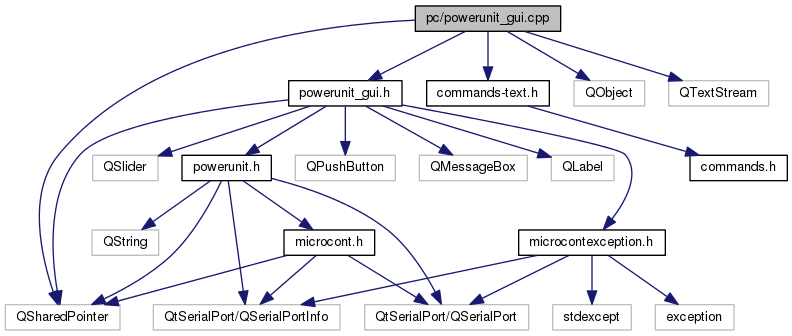 pc/powerunit_gui.cpp
powerunit_gui.h
commands-text.h
QObject
QTextStream
QSlider
powerunit.h
QPushButton
QMessageBox
QLabel
commands.h
QString
microcont.h
microcontexception.h
QSharedPointer
QtSerialPort/QSerialPortInfo
QtSerialPort/QSerialPort
stdexcept
exception